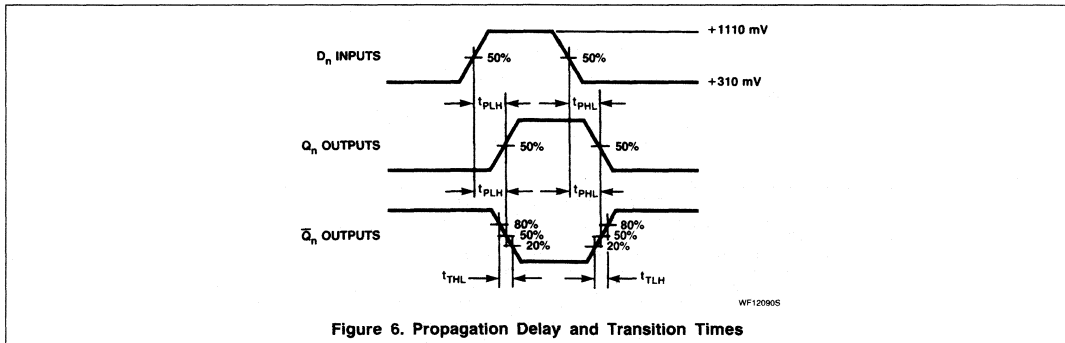 +1110 mV
Dn INPUTS
50%
50%
+310 mV
tPLH
tPHL
Qn OUTPUTS
50%
50%
tPLH
tPHL
Q̅n OUTPUTS
80%
50%
20%
80%
50%
20%
tTHL
tTLH
WF12090S
Figure 6. Propagation Delay and Transition Times